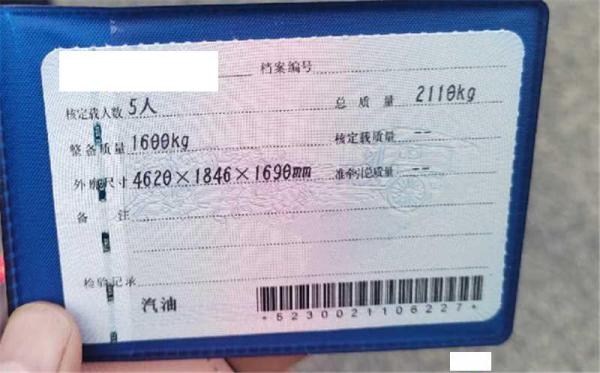 档案编号
核定载人数 5人 总质量 2110kg
整备质量 1600kg 核定载质量 --
外廓尺寸 4620×1846×1690mm 准牵引总质量 --
备注
检验记录
汽油
*5230021106227*